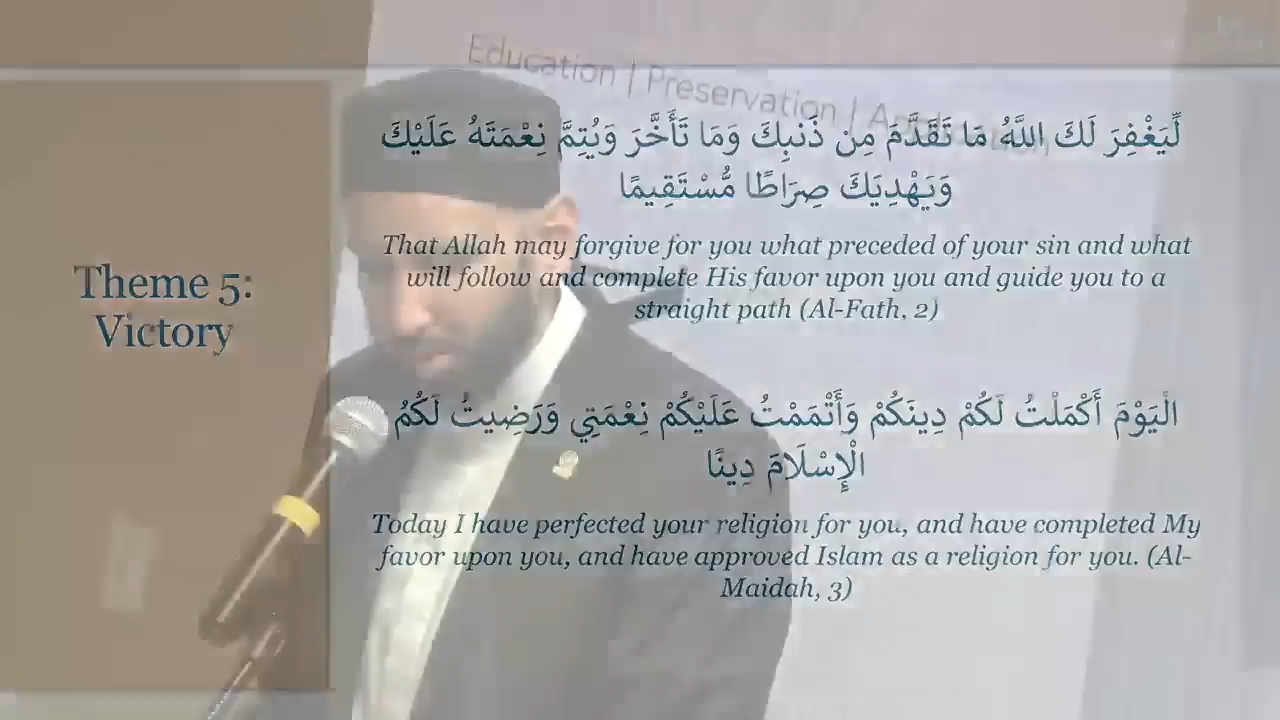 Education | Preservation |
Theme 5:
Victory
لِّيَغْفِرَ لَكَ اللَّهُ مَا تَقَدَّمَ مِن ذَنبِكَ وَمَا تَأَخَّرَ وَيُتِمَّ نِعْمَتَهُ عَلَيْكَ
وَيَهْدِيَكَ صِرَاطًا مُّسْتَقِيمًا
That Allah may forgive for you what preceded of your sin and what
will follow and complete His favor upon you and guide you to a
straight path (Al-Fath, 2)
الْيَوْمَ أَكْمَلْتُ لَكُمْ دِينَكُمْ وَأَتْمَمْتُ عَلَيْكُمْ نِعْمَتِي وَرَضِيتُ لَكُمُ
الْإِسْلَامَ دِينًا
Today I have perfected your religion for you, and have completed My
favor upon you, and have approved Islam as a religion for you. (Al-
Maidah, 3)